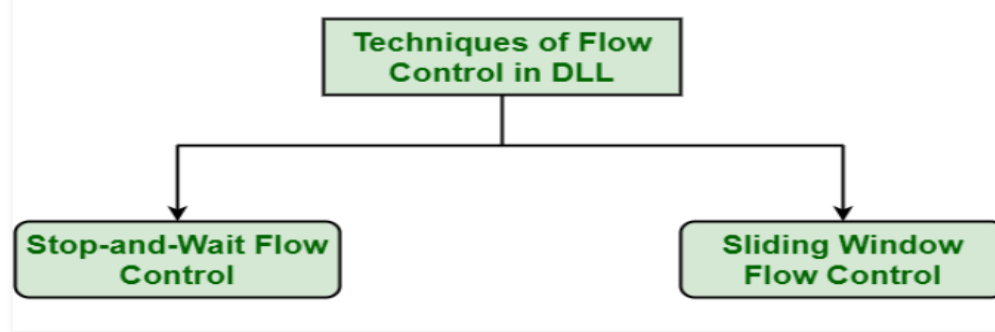 Techniques of Flow
Control in DLL
Stop-and-Wait Flow
Control
Sliding Window
Flow Control